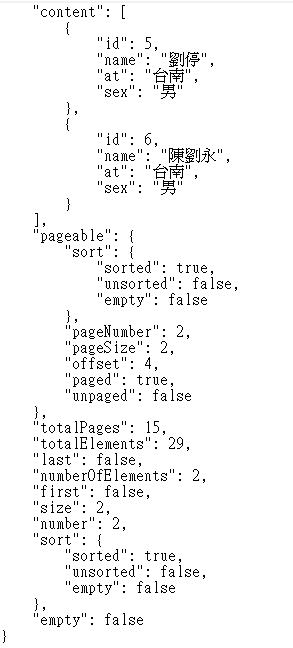 "content": [
{
"id": 5,
"name": "劉停",
"at": "台南",
"sex": "男"
},
{
"id": 6,
"name": "陳劉永",
"at": "台南",
"sex": "男"
}
],
"pageable": {
"sort": {
"sorted": true,
"unsorted": false,
"empty": false
},
"pageNumber": 2,
"pageSize": 2,
"offset": 4,
"paged": true,
"unpaged": false
},
"totalPages": 15,
"totalElements": 29,
"last": false,
"numberOfElements": 2,
"first": false,
"size": 2,
"number": 2,
"sort": {
"sorted": true,
"unsorted": false,
"empty": false
},
"empty": false
}